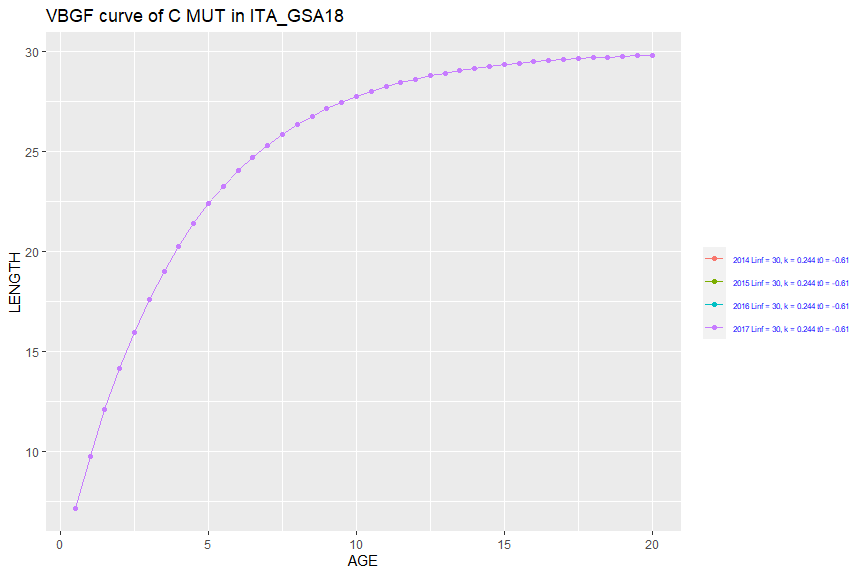 VBGF curve of C MUT in ITA_GSA18
30
25
20
15
10
LENGTH
0
5
10
15
20
AGE
2014 Linf = 30, k = 0.244 t0 = -0.61
2015 Linf = 30, k = 0.244 t0 = -0.61
2016 Linf = 30, k = 0.244 t0 = -0.61
2017 Linf = 30, k = 0.244 t0 = -0.61